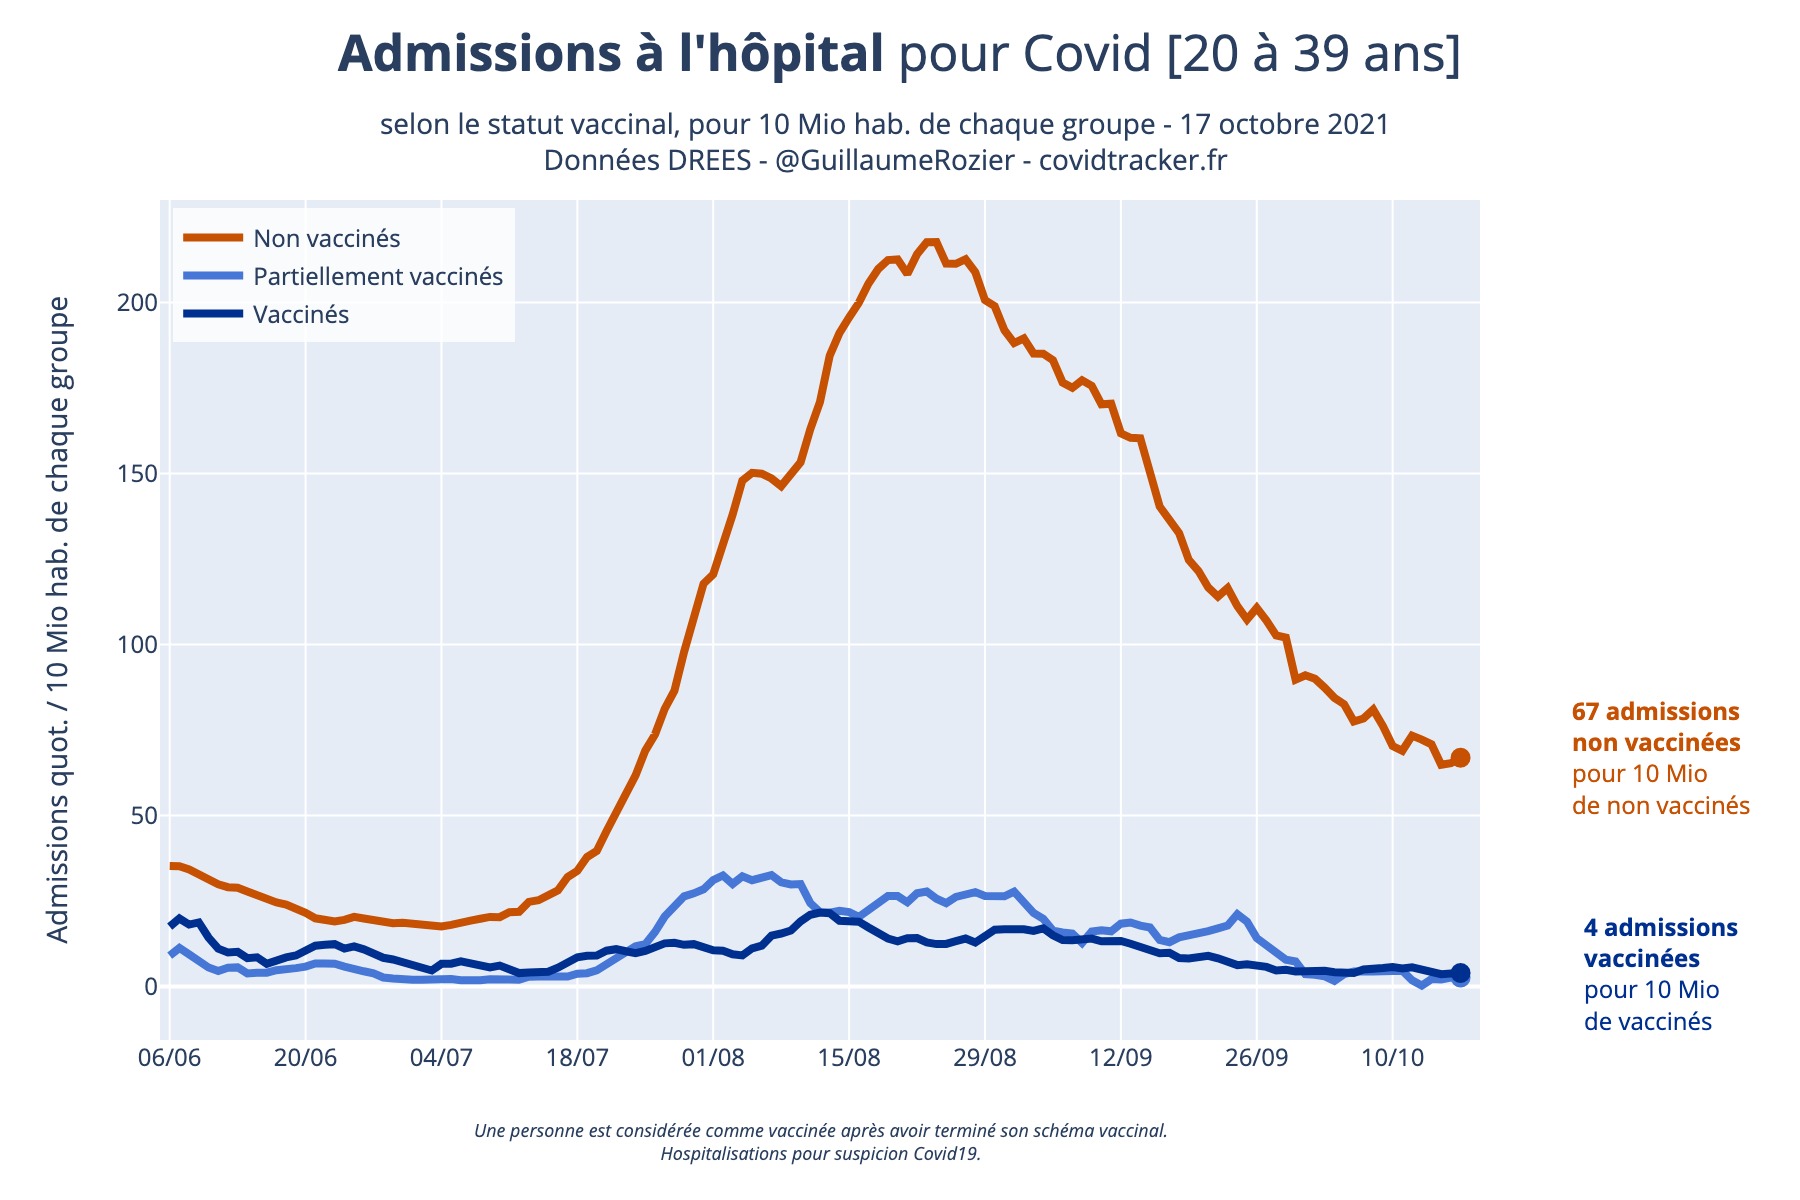 Admissions à l'hôpital pour Covid [20 à 39 ans]
selon le statut vaccinal, pour 10 Mio hab. de chaque groupe - 17 octobre 2021
Données DREES - @GuillaumeRozier - covidtracker.fr
Non vaccinés
Partiellement vaccinés
Vaccinés
Admissions quot. / 10 Mio hab. de chaque groupe
200
150
100
50
0
06/06 20/06 04/07 18/07 01/08 15/08 29/08 12/09 26/09 10/10
67 admissions
non vaccinées
pour 10 Mio
de non vaccinés
4 admissions
vaccinées
pour 10 Mio
de vaccinés
Une personne est considérée comme vaccinée après avoir terminé son schéma vaccinal.
Hospitalisations pour suspicion Covid19.